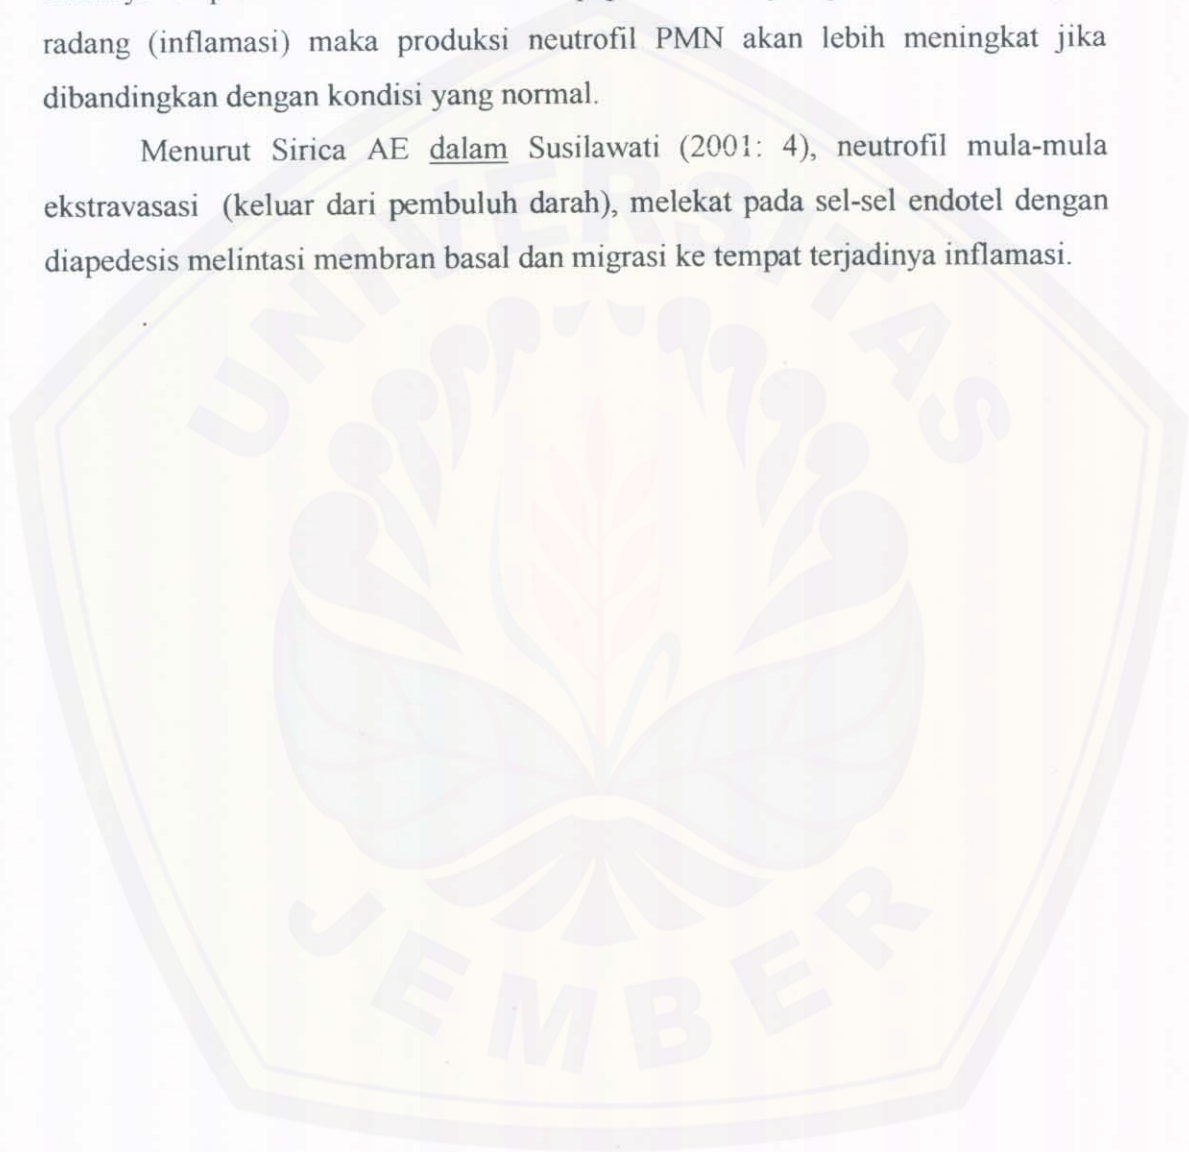 radang (inflamasi) maka produksi neutrofil PMN akan lebih meningkat jika
dibandingkan dengan kondisi yang normal.
Menurut Sirica AE dalam Susilawati (2001: 4), neutrofil mula-mula
ekstravasasi (keluar dari pembuluh darah), melekat pada sel-sel endotel dengan
diapedesis melintasi membran basal dan migrasi ke tempat terjadinya inflamasi.
UNIVERSITAS
JEMBER